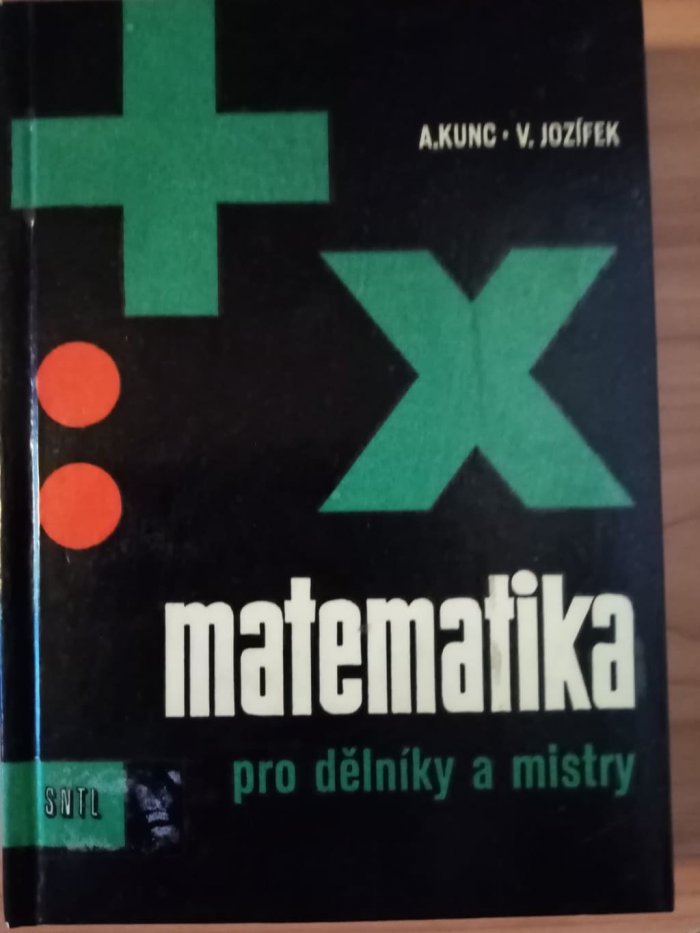 A.KUNC • V. JOZÍFEK
matematika
pro dělníky a mistry
SNTL